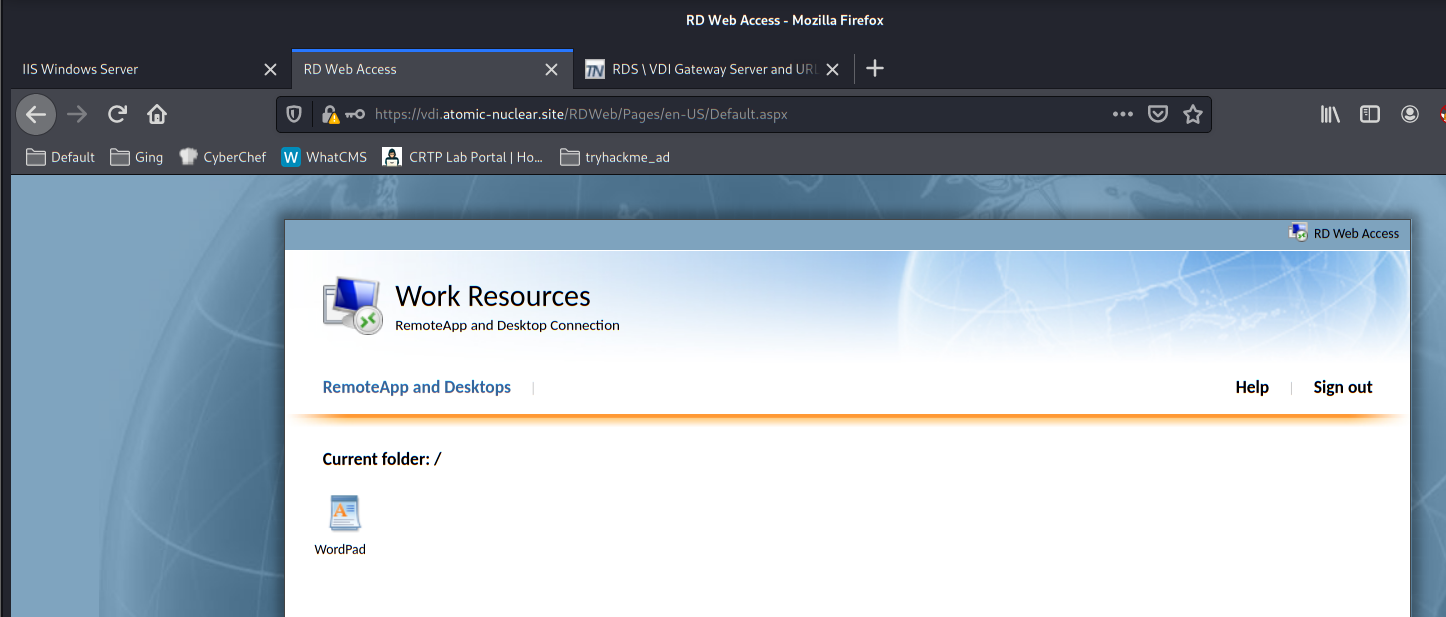 RD Web Access - Mozilla Firefox
IIS Windows Server
RD Web Access
TN RDS \ VDI Gateway Server and URL
https://vdi.atomic-nuclear.site/RDWeb/Pages/en-US/Default.aspx
Default Ging CyberChef W WhatCMS CRTP Lab Portal | Ho... tryhackme_ad
RD Web Access
Work Resources
RemoteApp and Desktop Connection
RemoteApp and Desktops | Help | Sign out
Current folder: /
A
WordPad